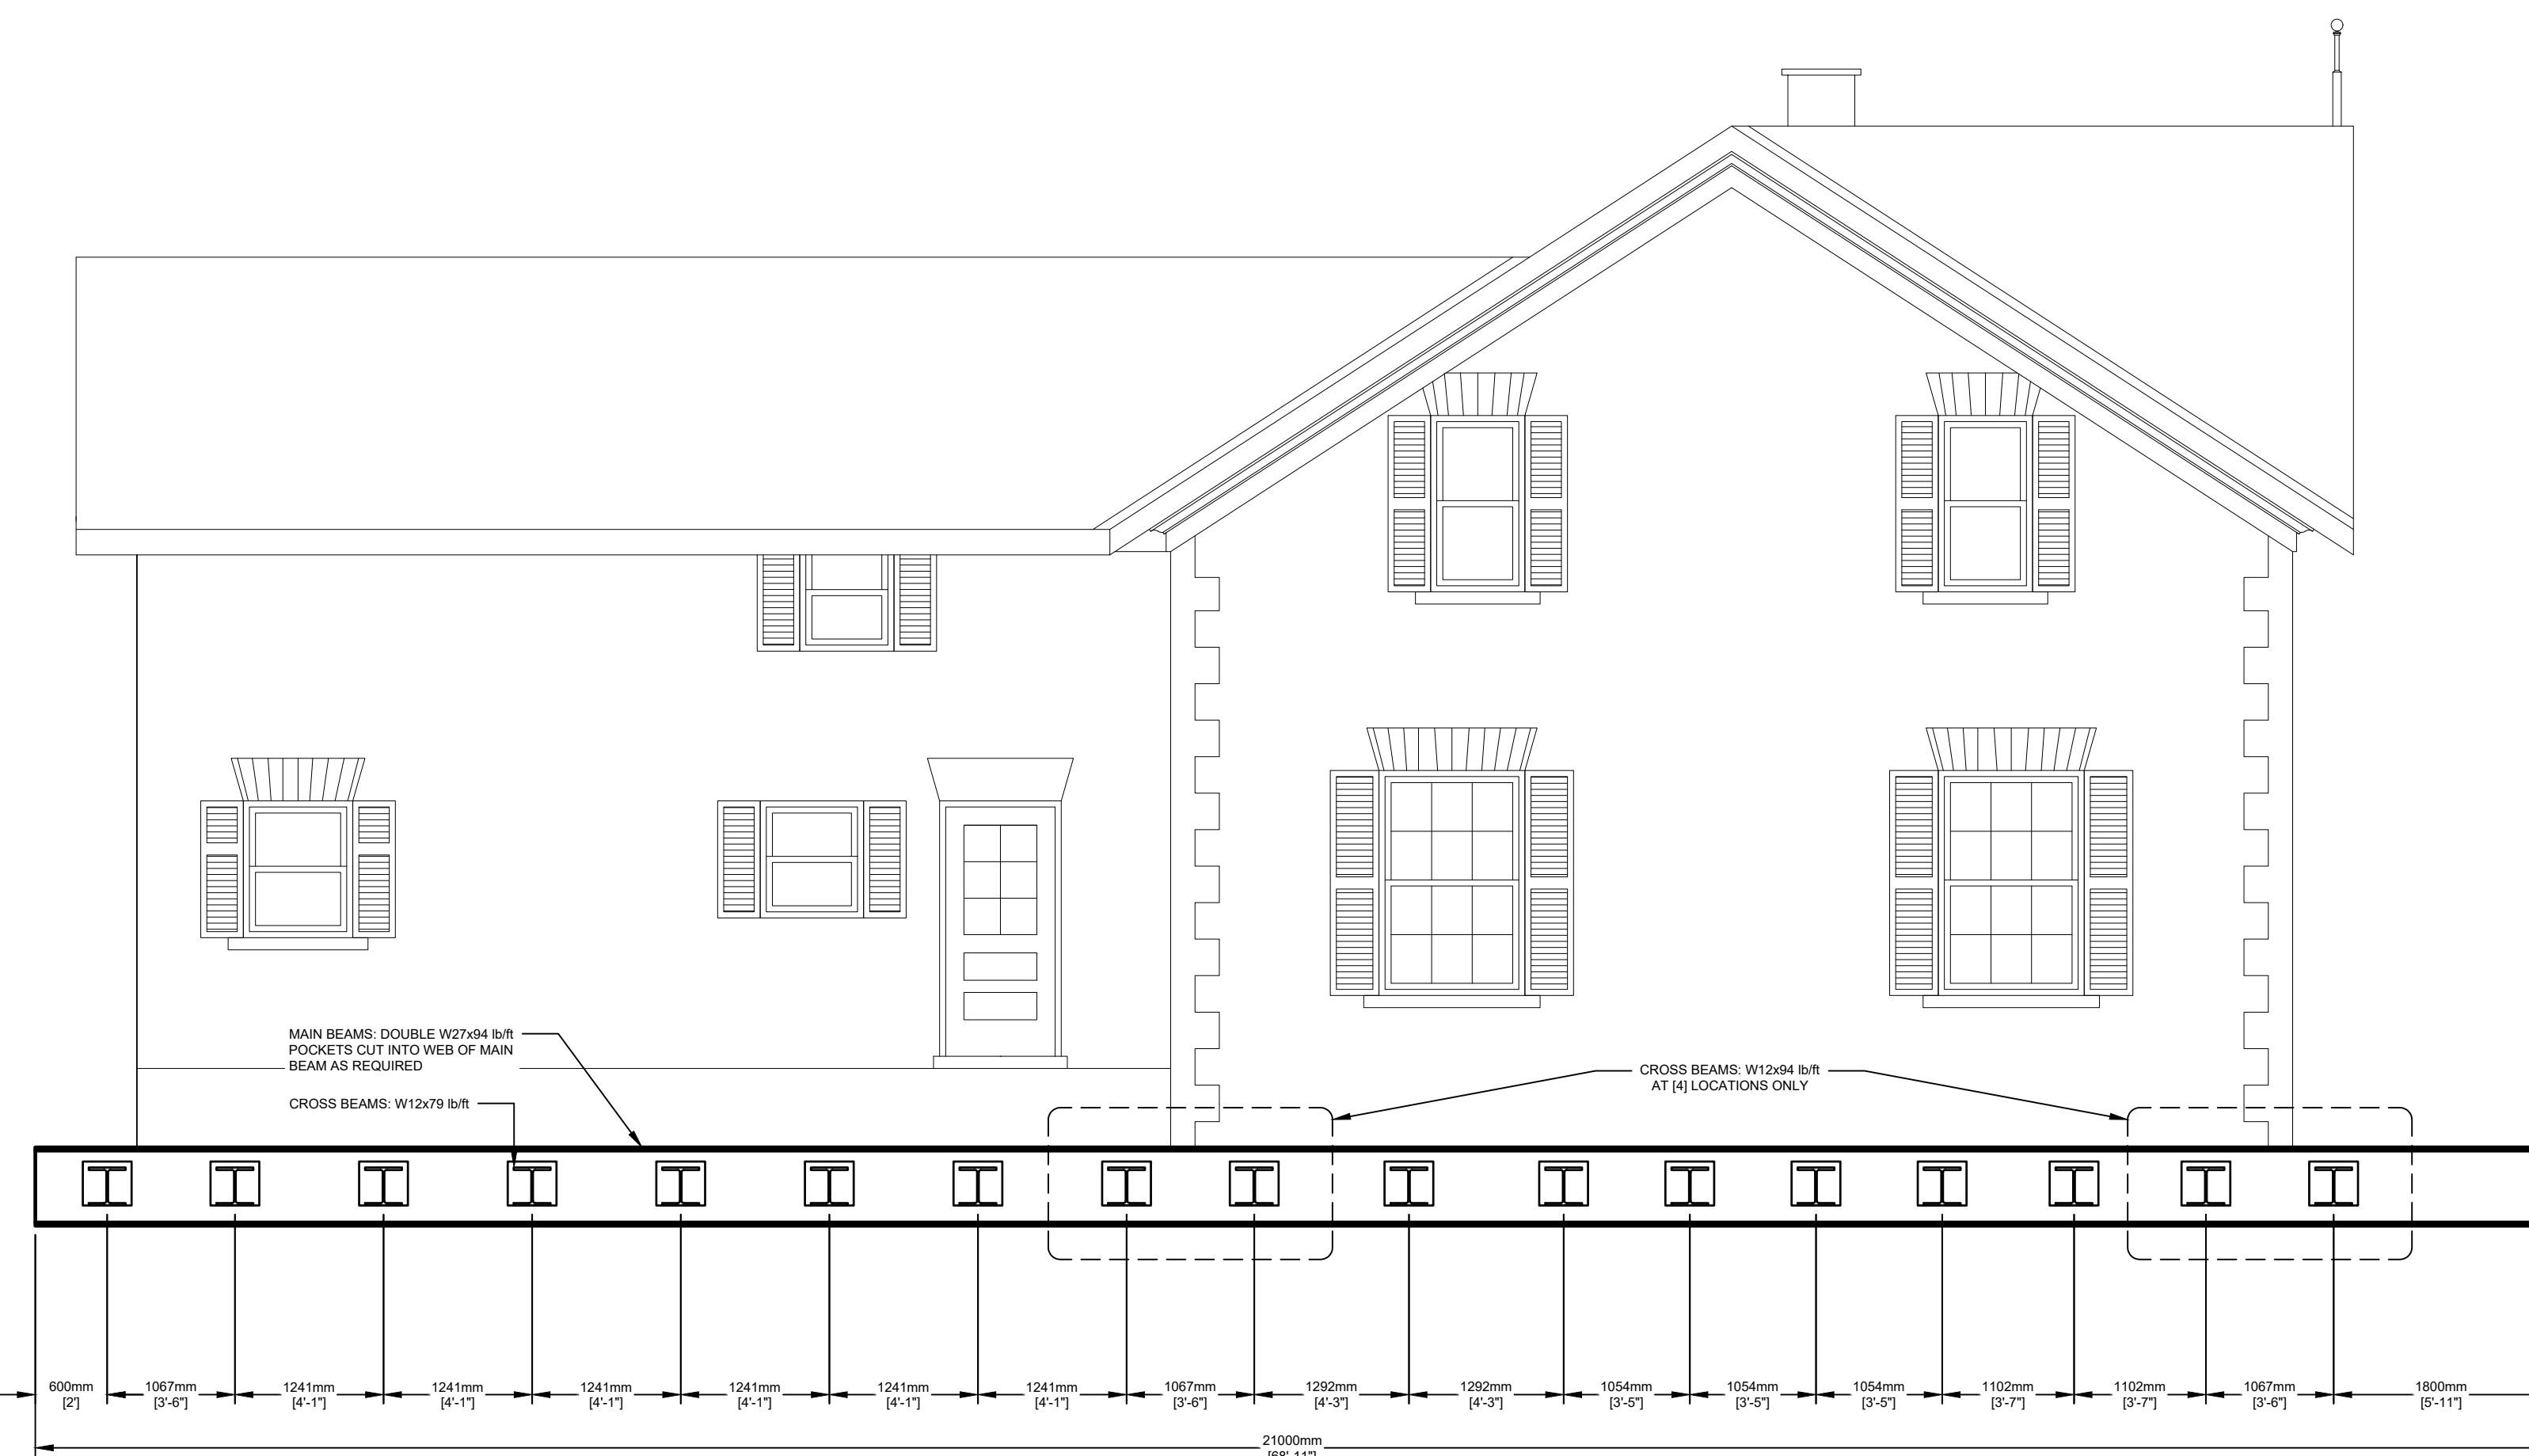 MAIN BEAMS: DOUBLE W27x94 lb/ft
POCKETS CUT INTO WEB OF MAIN
BEAM AS REQUIRED
CROSS BEAMS: W12x79 lb/ft
CROSS BEAMS: W12x94 lb/ft
AT [4] LOCATIONS ONLY
600mm
[2']
1067mm
[3'-6"]
1241mm
[4'-1"]
1241mm
[4'-1"]
1241mm
[4'-1"]
1241mm
[4'-1"]
1241mm
[4'-1"]
1241mm
[4'-1"]
1067mm
[3'-6"]
1292mm
[4'-3"]
1292mm
[4'-3"]
1054mm
[3'-5"]
1054mm
[3'-5"]
1054mm
[3'-5"]
1102mm
[3'-7"]
1102mm
[3'-7"]
1067mm
[3'-6"]
1800mm
[5'-11"]
21000mm
[68'-11"]